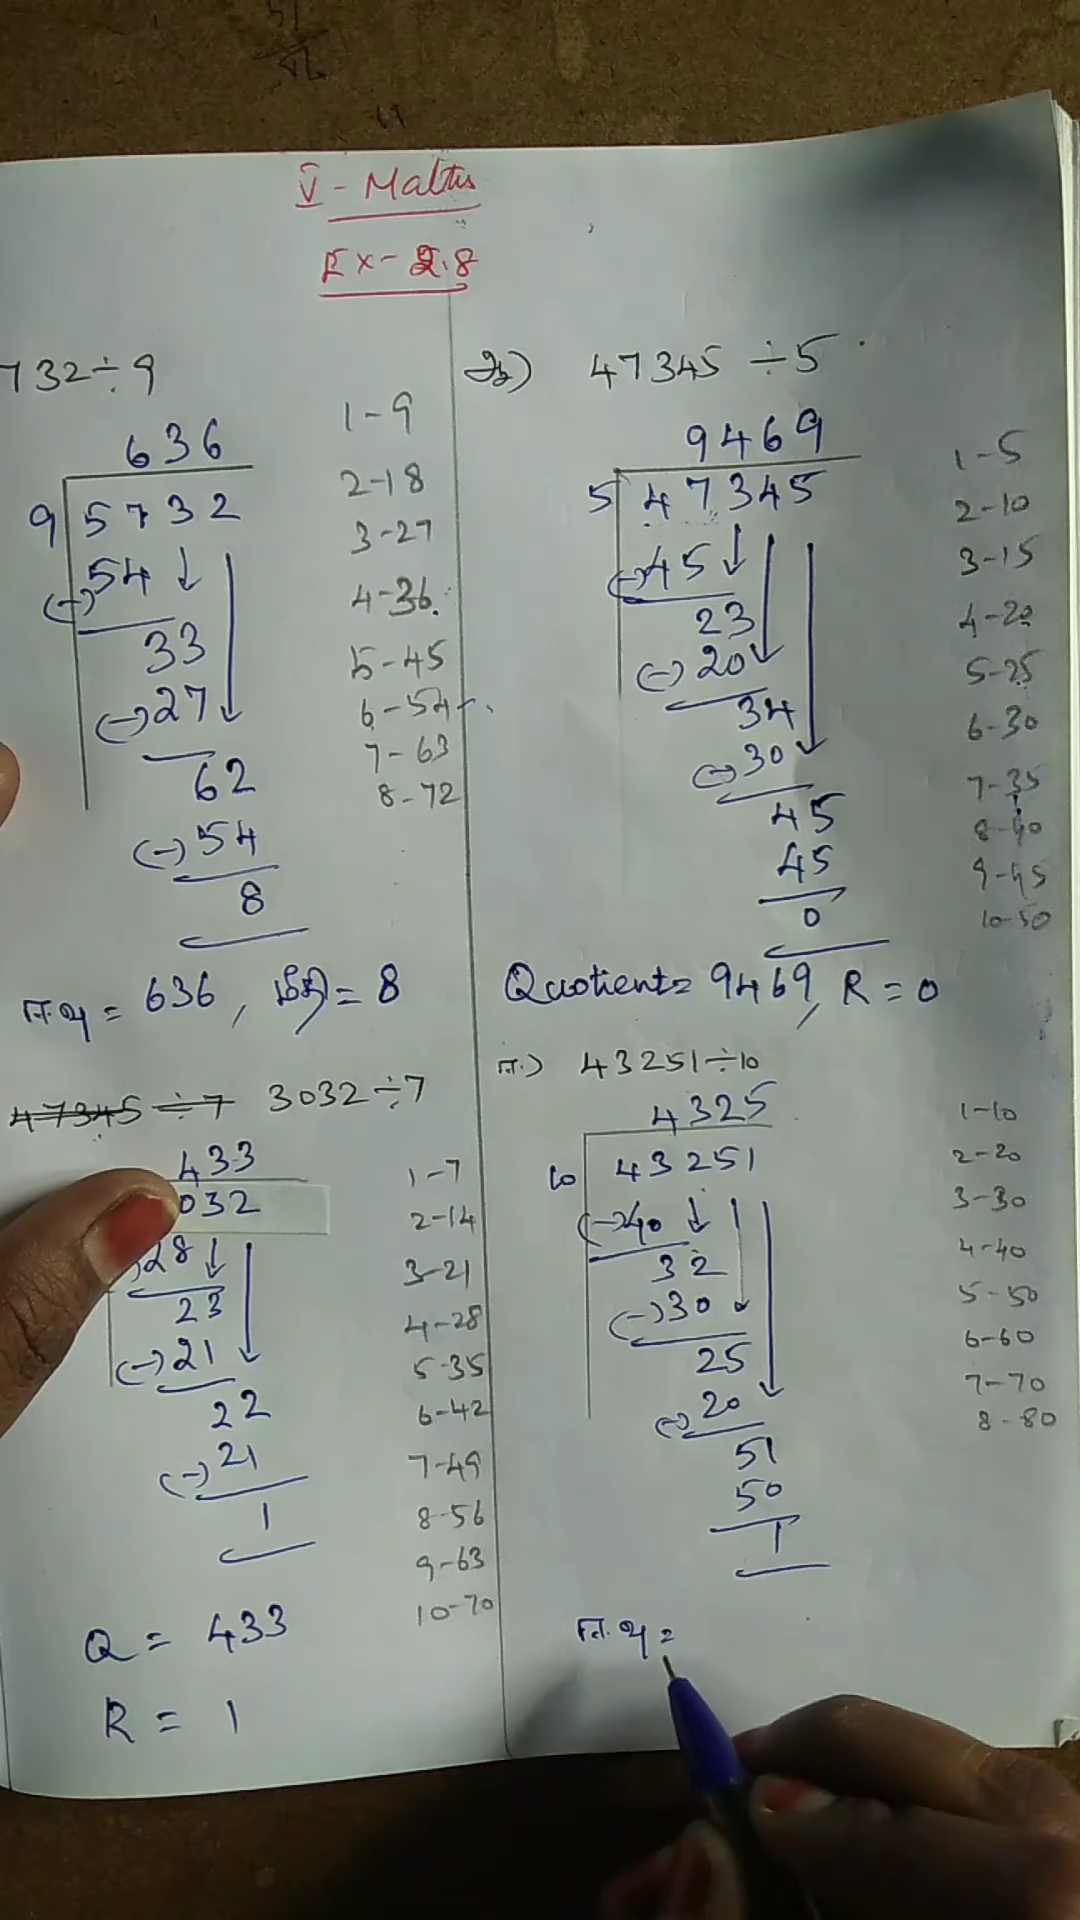 V - Maths
Ex - 2.8
732 ÷ 9
636
9 5732
54
(-)
33
(-) 27
62
(-) 54
8
1 - 9
2 - 18
3 - 27
4 - 36
5 - 45
6 - 54
7 - 63
8 - 72
ஈ.வு = 636, மீதி = 8
ஆ) 47345 ÷ 5
9469
5 47345
(-) 45
23
(-) 20
34
(-) 30
45
45
0
1 - 5
2 - 10
3 - 15
4 - 20
5 - 25
6 - 30
7 - 35
8 - 40
9 - 45
10 - 50
Quotient = 9469, R = 0
47345 ÷ 7 3032 ÷ 7
433
032
28
23
(-) 21
22
(-) 21
1
1 - 7
2 - 14
3 - 21
4 - 28
5 - 35
6 - 42
7 - 49
8 - 56
9 - 63
10 - 70
Q = 433
R = 1
ஈ.) 43251 ÷ 10
4325
10 43251
(-) 40
32
(-) 30
25
(-) 20
51
50
1
1 - 10
2 - 20
3 - 30
4 - 40
5 - 50
6 - 60
7 - 70
8 - 80
ஈ.வு =